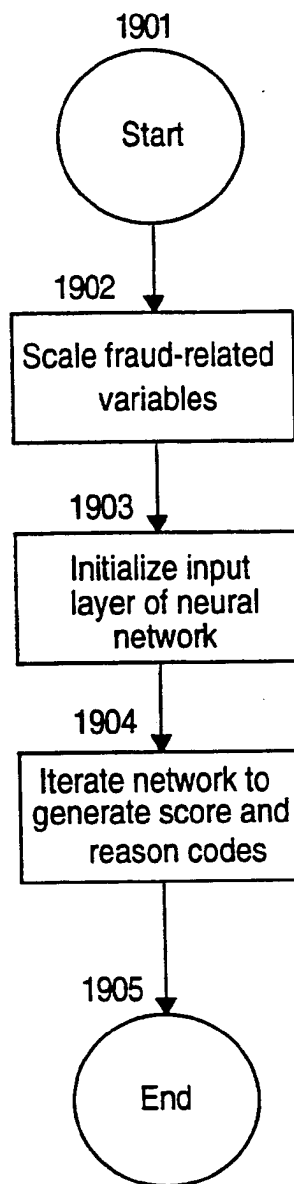 1901
Start
1902
Scale fraud-related
variables
1903
Initialize input
layer of neural
network
1904
Iterate network to
generate score and
reason codes
1905
End